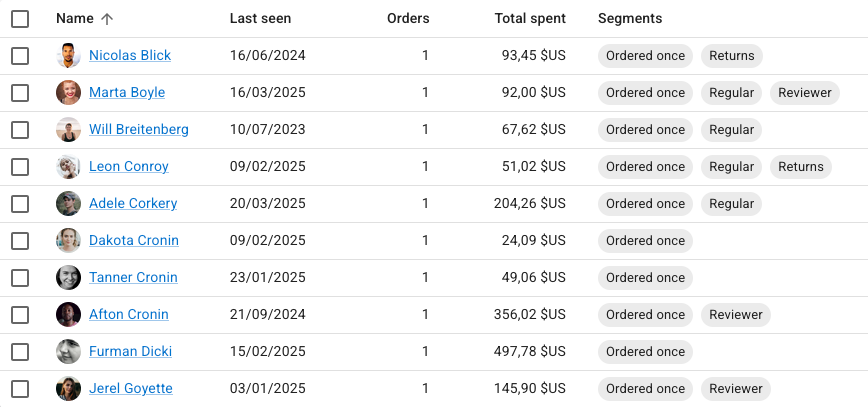 Name Last seen Orders Total spent Segments
Nicolas Blick 16/06/2024 1 93,45 $US Ordered once Returns
Marta Boyle 16/03/2025 1 92,00 $US Ordered once Regular Reviewer
Will Breitenberg 10/07/2023 1 67,62 $US Ordered once Regular
Leon Conroy 09/02/2025 1 51,02 $US Ordered once Regular Returns
Adele Corkery 20/03/2025 1 204,26 $US Ordered once Regular
Dakota Cronin 09/02/2025 1 24,09 $US Ordered once
Tanner Cronin 23/01/2025 1 49,06 $US Ordered once
Afton Cronin 21/09/2024 1 356,02 $US Ordered once Reviewer
Furman Dicki 15/02/2025 1 497,78 $US Ordered once
Jerel Goyette 03/01/2025 1 145,90 $US Ordered once Reviewer